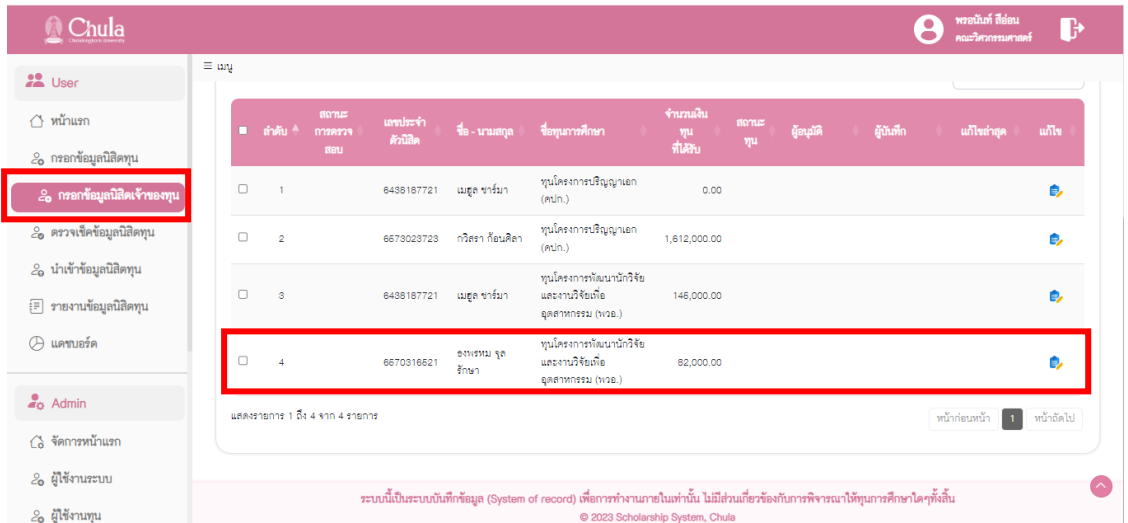 Chula
Chulalongkorn University
พรอนันท์ สีอ่อน
คณะวิศวกรรมศาสตร์
User
หน้าแรก
กรอกข้อมูลนิสิตทุน
กรอกข้อมูลนิสิตเจ้าของทุน
ตรวจเช็คข้อมูลนิสิตทุน
นำเข้าข้อมูลนิสิตทุน
รายงานข้อมูลนิสิตทุน
แดชบอร์ด
Admin
จัดการหน้าแรก
ผู้ใช้งานระบบ
ผู้ใช้งานทุน
เมนู
ลำดับ สถานะการตรวจสอบ เลขประจำตัวนิสิต ชื่อ - นามสกุล ชื่อทุนการศึกษา จำนวนเงินทุนที่ได้รับ สถานะทุน ผู้อนุมัติ ผู้บันทึก แก้ไขล่าสุด แก้ไข
1 6438187721 เมฮูล ชาร์มา ทุนโครงการปริญญาเอก 0.00
(คปก.)
2 6573023723 กวิสรา ก้อนศิลา ทุนโครงการปริญญาเอก 1,612,000.00
(คปก.)
ทุนโครงการพัฒนานักวิจัย
3 6438187721 เมฮูล ชาร์มา และงานวิจัยเพื่อ 146,000.00
อุตสาหกรรม (พวอ.)
ทุนโครงการพัฒนานักวิจัย
4 6570316521 และงานวิจัยเพื่อ 82,000.00
รักษา อุตสาหกรรม (พวอ.)
แสดงรายการ 1 ถึง 4 จาก 4 รายการ
หน้าก่อนหน้า 1 หน้าถัดไป
ระบบนี้เป็นระบบบันทึกข้อมูล (System of record) เพื่อการทำงานภายในเท่านั้น ไม่มีส่วนเกี่ยวข้องกับการพิจารณาให้ทุนการศึกษาใดๆทั้งสิ้น
© 2023 Scholarship System, Chula